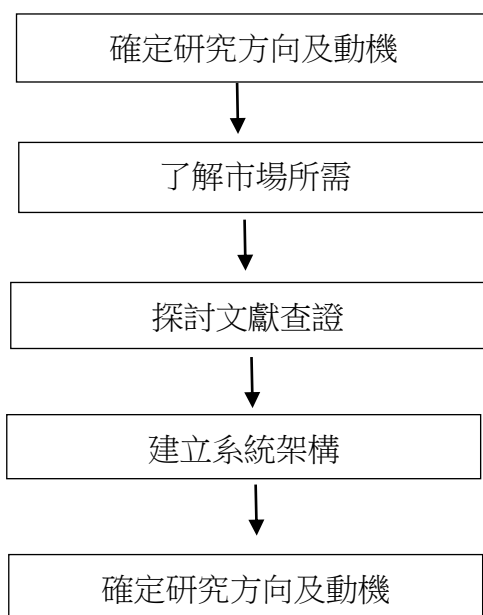 確定研究方向及動機
了解市場所需
探討文獻查證
建立系統架構
確定研究方向及動機